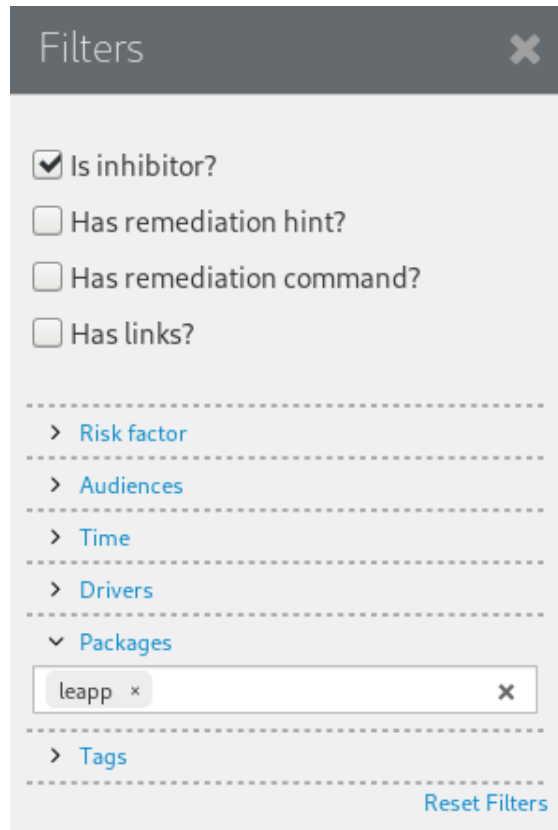 Filters
Is inhibitor?
Has remediation hint?
Has remediation command?
Has links?
Risk factor
Audiences
Time
Drivers
Packages
leapp ×
Tags
Reset Filters